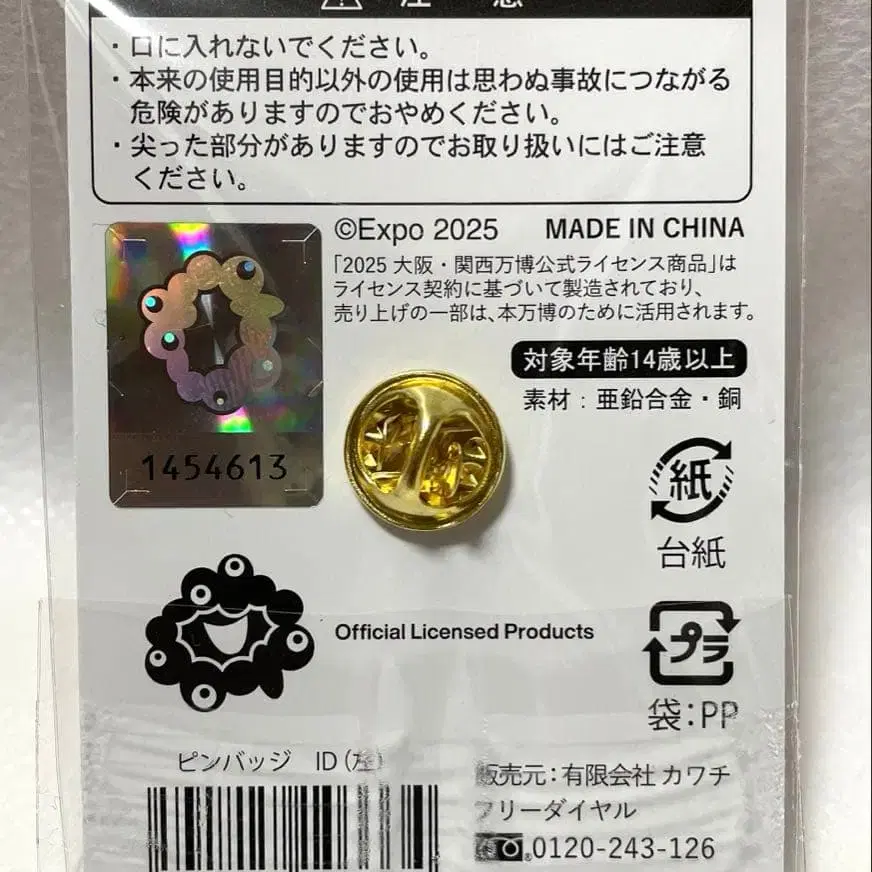 注意
・口に入れないでください。
・本来の使用目的以外の使用は思わぬ事故につながる
危険がありますのでおやめください。
・尖った部分がありますのでお取り扱いにはご注意
ください。
©Expo 2025 MADE IN CHINA
「2025 大阪・関西万博公式ライセンス商品」は
ライセンス契約に基づいて製造されており、
売り上げの一部は、本万博のために活用されます。
対象年齢14歳以上
素材：亜鉛合金・銅
1454613
紙
台紙
Official Licensed Products
プラ
袋：PP
ピンバッジ ID（左）
販売元：有限会社 カワチ
フリーダイヤル
0120-243-126